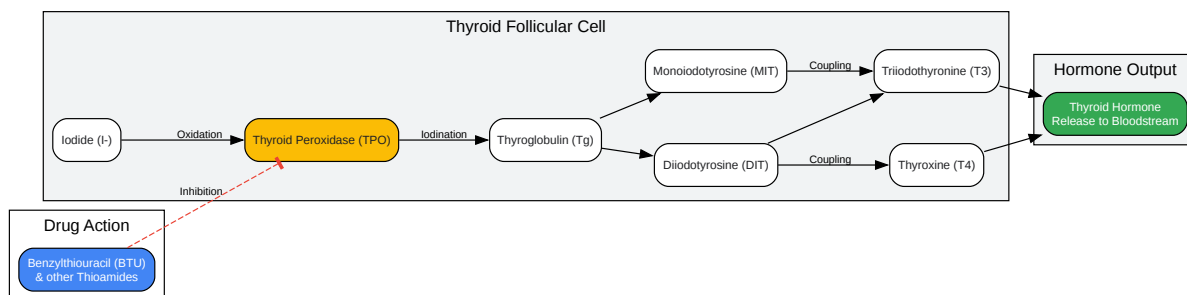 Thyroid Follicular Cell
Iodide (I-)
Oxidation
Thyroid Peroxidase (TPO)
Iodination
Thyroglobulin (Tg)
Monoiodotyrosine (MIT)
Coupling
Triiodothyronine (T3)
Diiodotyrosine (DIT)
Coupling
Thyroxine (T4)
Hormone Output
Thyroid Hormone
Release to Bloodstream
Inhibition
Drug Action
Benzylthiouracil (BTU)
& other Thioamides